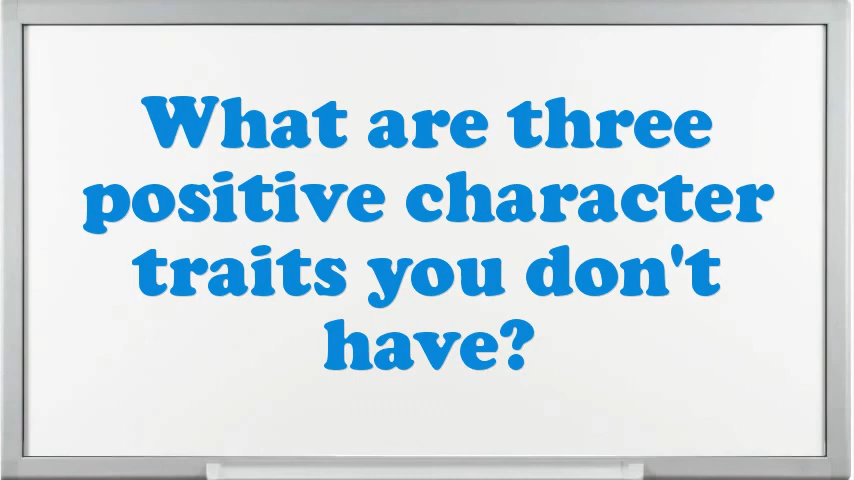 What are three
positive character
traits you don't
have?